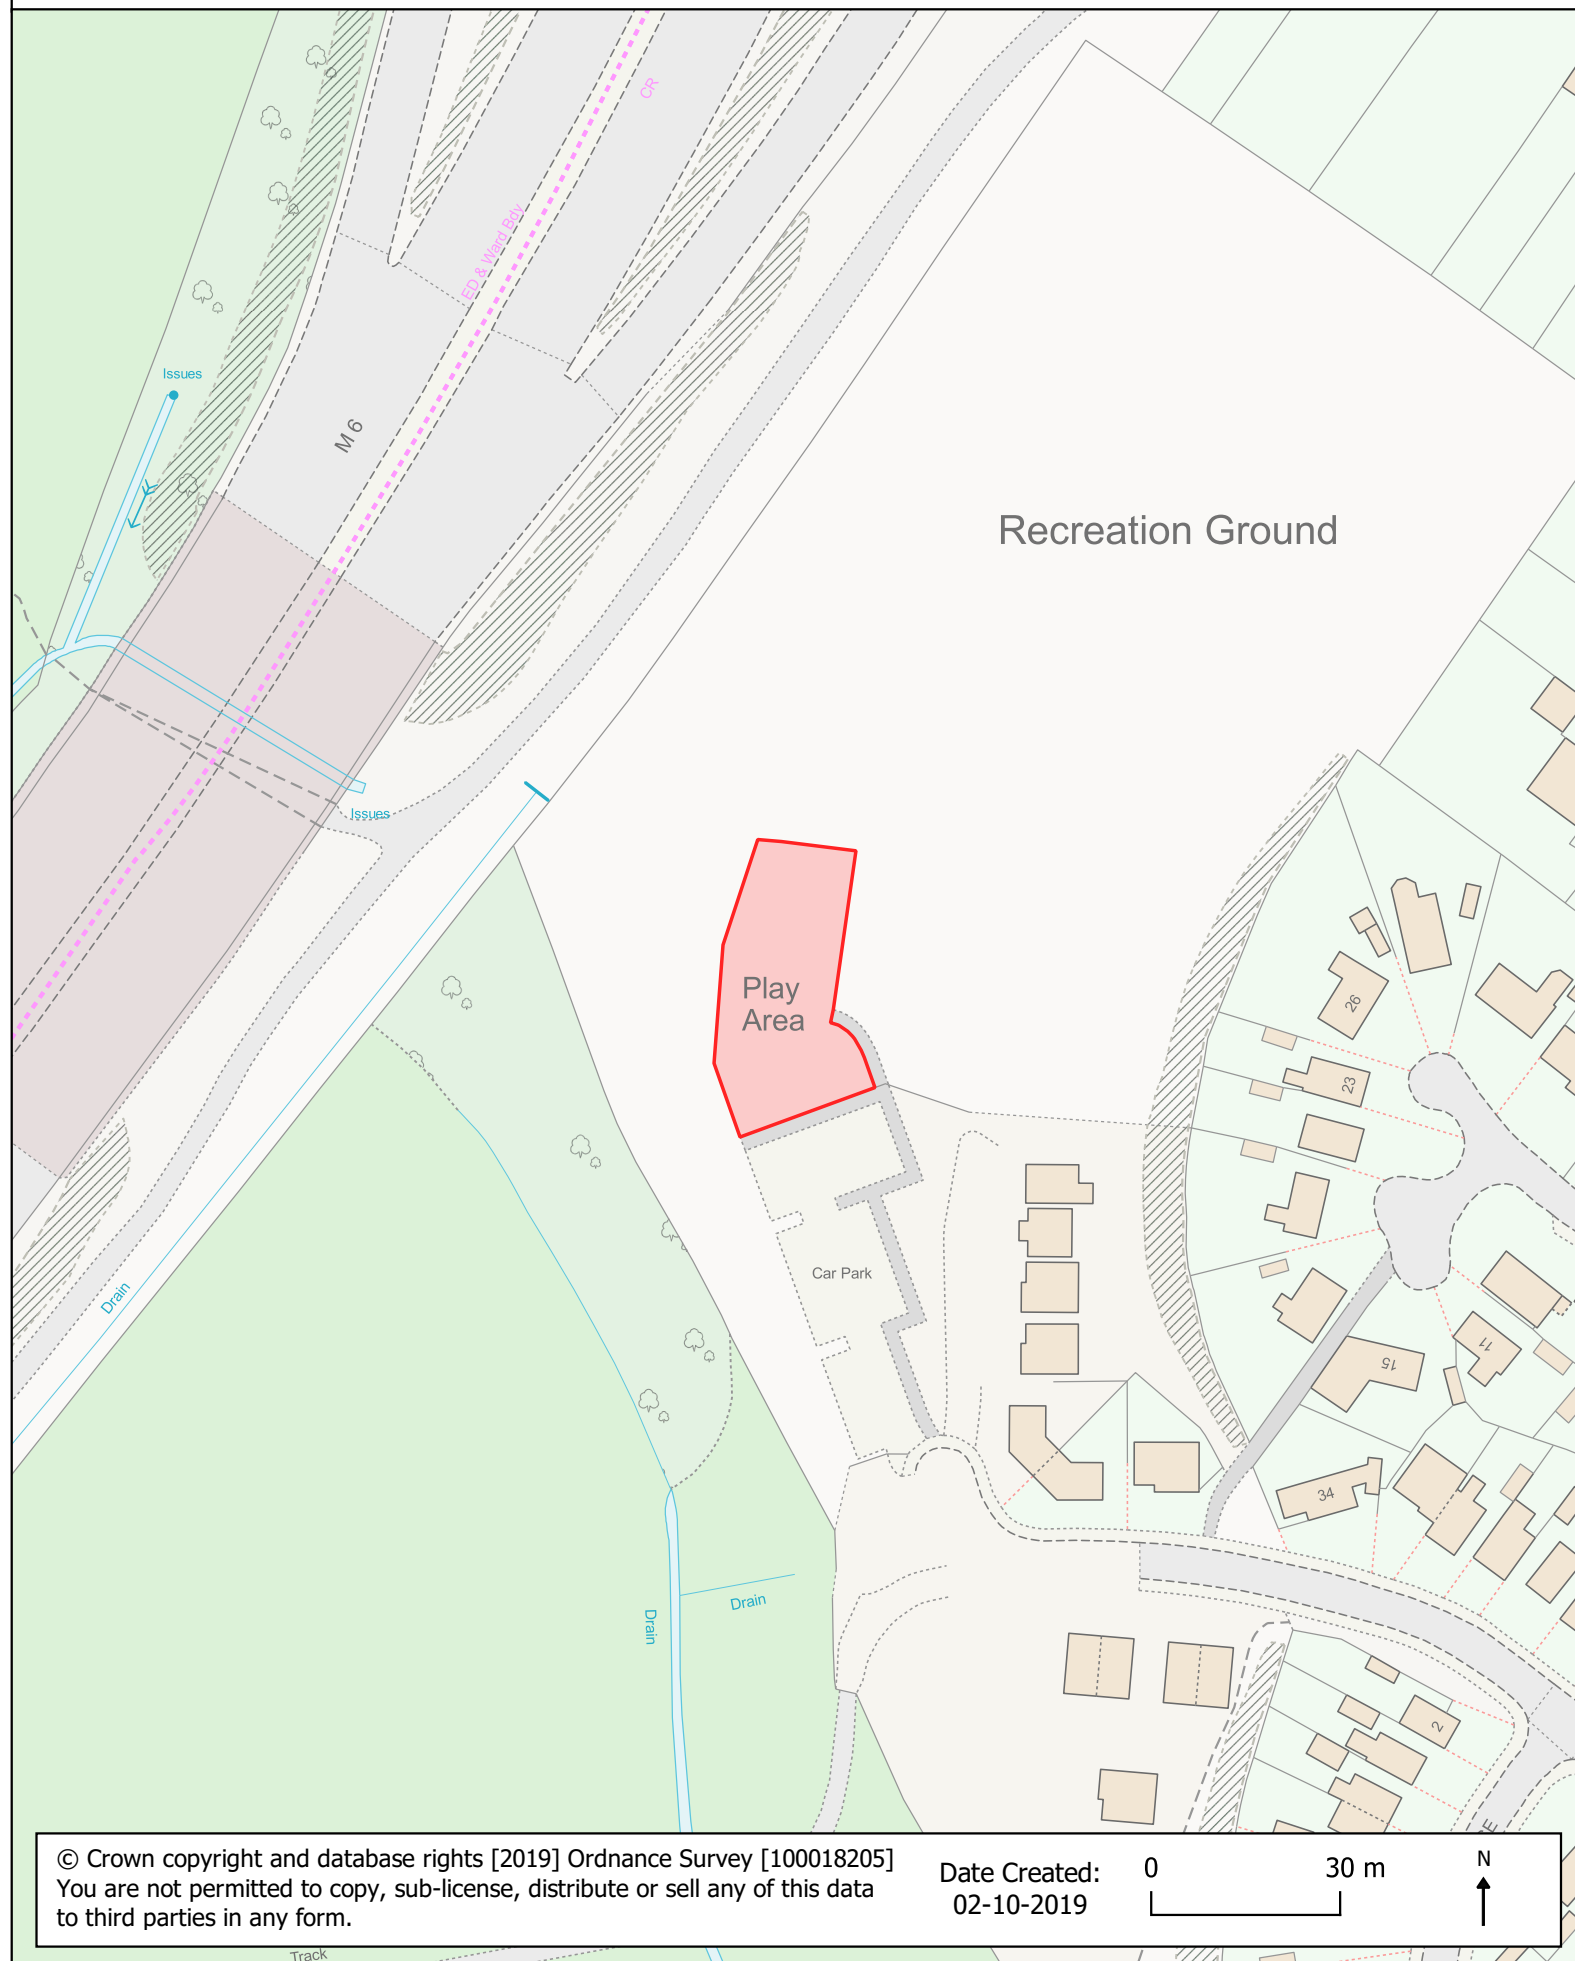 CR
ED & Ward Bdy
Issues
M 6
Recreation Ground
Issues
Play
Area
26
23
Car Park
Drain
11
15
34
Drain
Drain
2
© Crown copyright and database rights [2019] Ordnance Survey [100018205]
You are not permitted to copy, sub-license, distribute or sell any of this data
to third parties in any form.
Date Created:
02-10-2019
0 30 m
N
Track